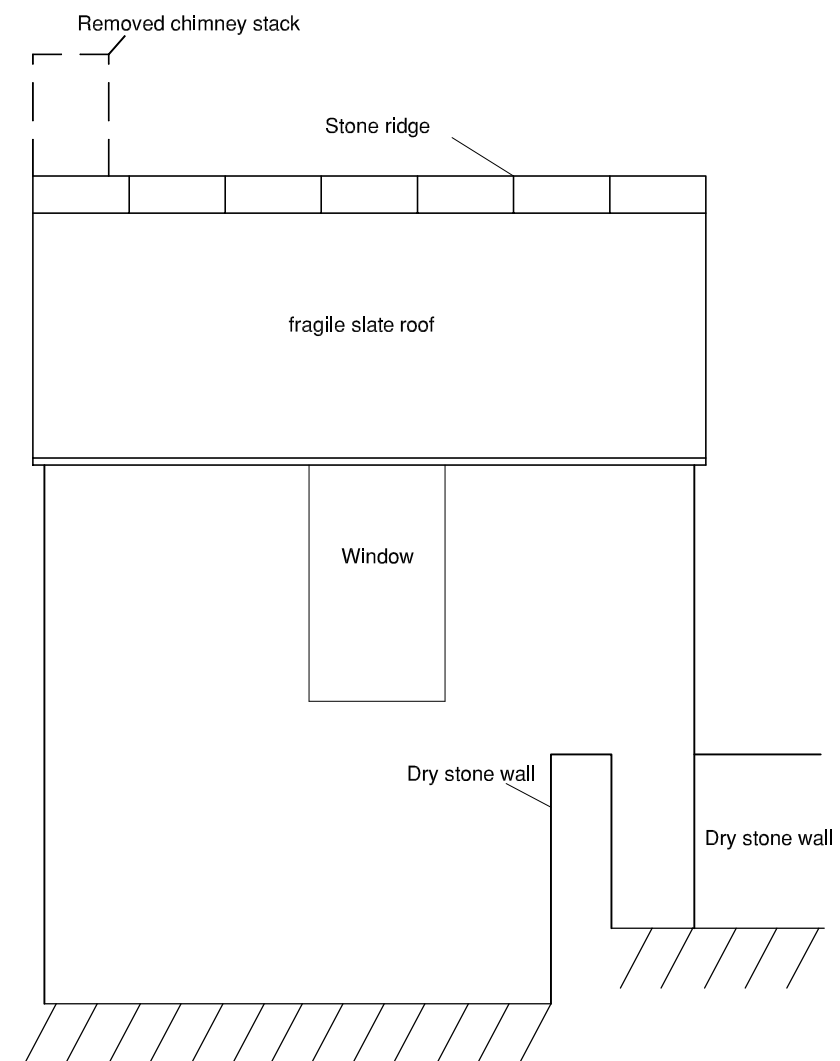 Removed chimney stack
Stone ridge
fragile slate roof
Window
Dry stone wall
Dry stone wall